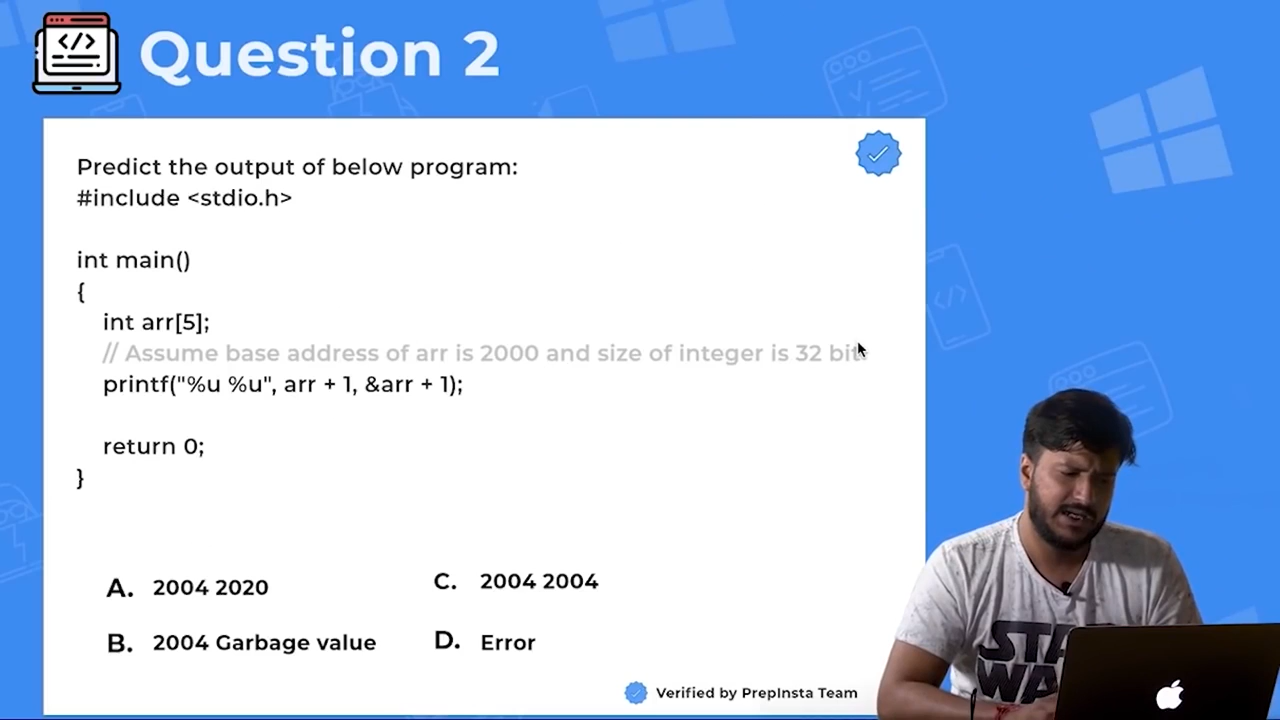 Question 2
Predict the output of below program:
#include <stdio.h>
int main()
{
int arr[5];
// Assume base address of arr is 2000 and size of integer is 32 bit
printf("%u %u", arr + 1, &arr + 1);
return 0;
}
A. 2004 2020
C. 2004 2004
B. 2004 Garbage value
D. Error
Verified by PrepInsta Team
STA
WA